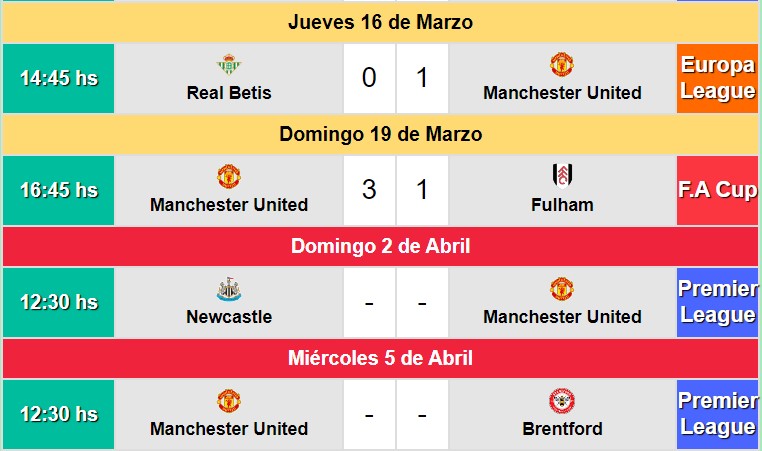 Jueves 16 de Marzo
14:45 hs
Real Betis
0
1
Manchester United
Europa
League
Domingo 19 de Marzo
16:45 hs
Manchester United
3
1
Fulham
F.A Cup
Domingo 2 de Abril
12:30 hs
Newcastle
-
-
Manchester United
Premier
League
Miércoles 5 de Abril
12:30 hs
Manchester United
-
-
Brentford
Premier
League